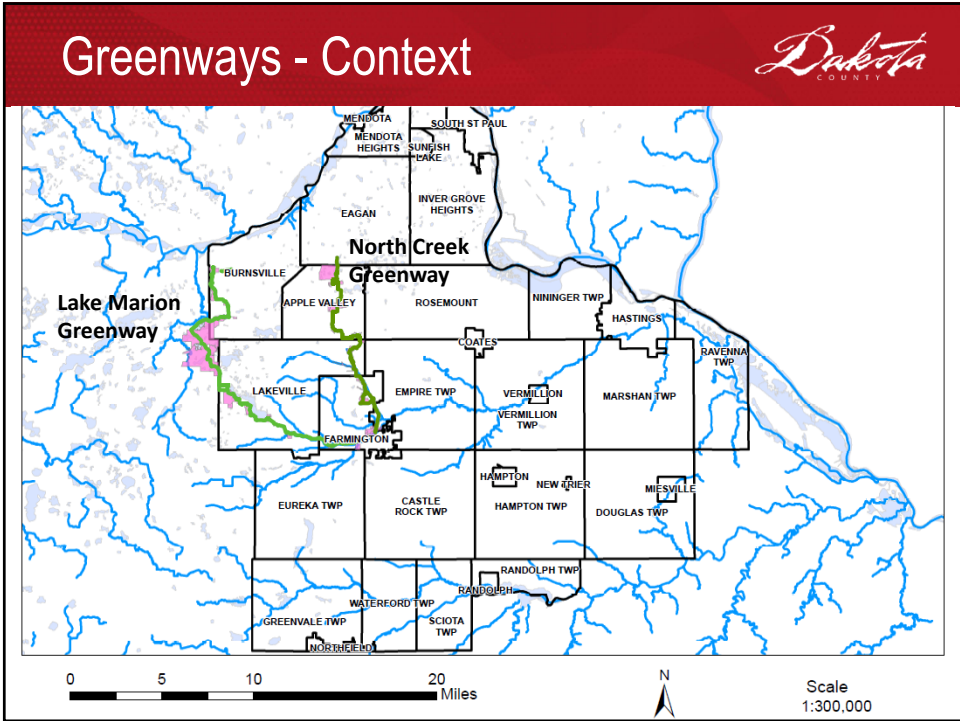 Greenways - Context
Dakota
COUNTY
MENDOTA
SOUTH ST PAUL
MENDOTA
HEIGHTS
SUNFISH
LAKE
INVER GROVE
HEIGHTS
EAGAN
North Creek
Greenway
BURNSVILLE
Lake Marion
Greenway
APPLE VALLEY
ROSEMOUNT
NININGER TWP
HASTINGS
COATES
RAVENNA
TWP
LAKEVILLE
EMPIRE TWP
VERMILLION
VERMILLION
TWP
MARSHAN TWP
FARMINGTON
HAMPTON
NEW TRIER
MIESVILLE
EUREKA TWP
CASTLE
ROCK TWP
HAMPTON TWP
DOUGLAS TWP
RANDOLPH TWP
RANDOLPH
WATERFORD TWP
GREENVALE TWP
SCIOTA
TWP
NORTHFIELD
0 5 10 20
Miles
N
Scale
1:300,000